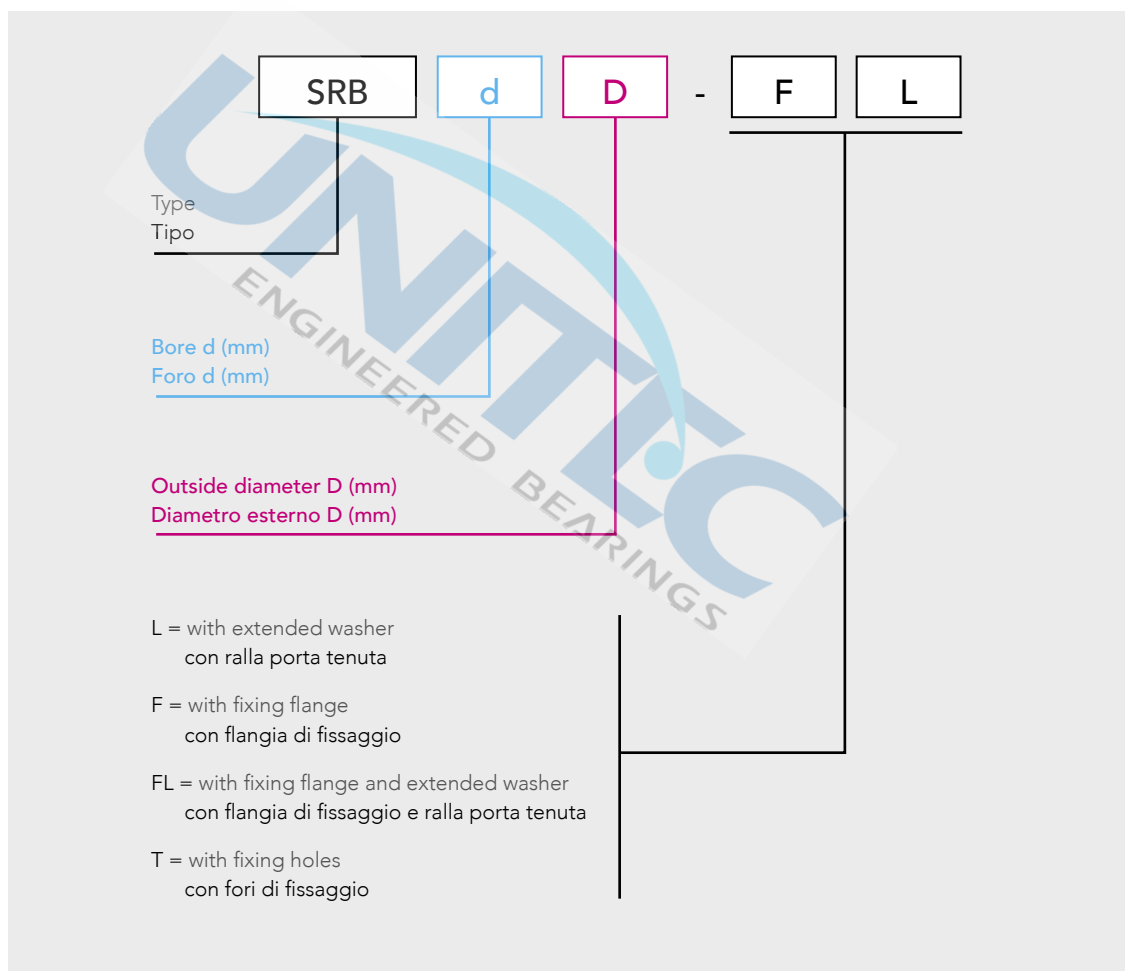 SRB d D - F L
Type
Tipo
Bore d (mm)
Foro d (mm)
Outside diameter D (mm)
Diametro esterno D (mm)
L = with extended washer
con ralla porta tenuta
F = with fixing flange
con flangia di fissaggio
FL = with fixing flange and extended washer
con flangia di fissaggio e ralla porta tenuta
T = with fixing holes
con fori di fissaggio
UNITEC
ENGINEERED BEARINGS